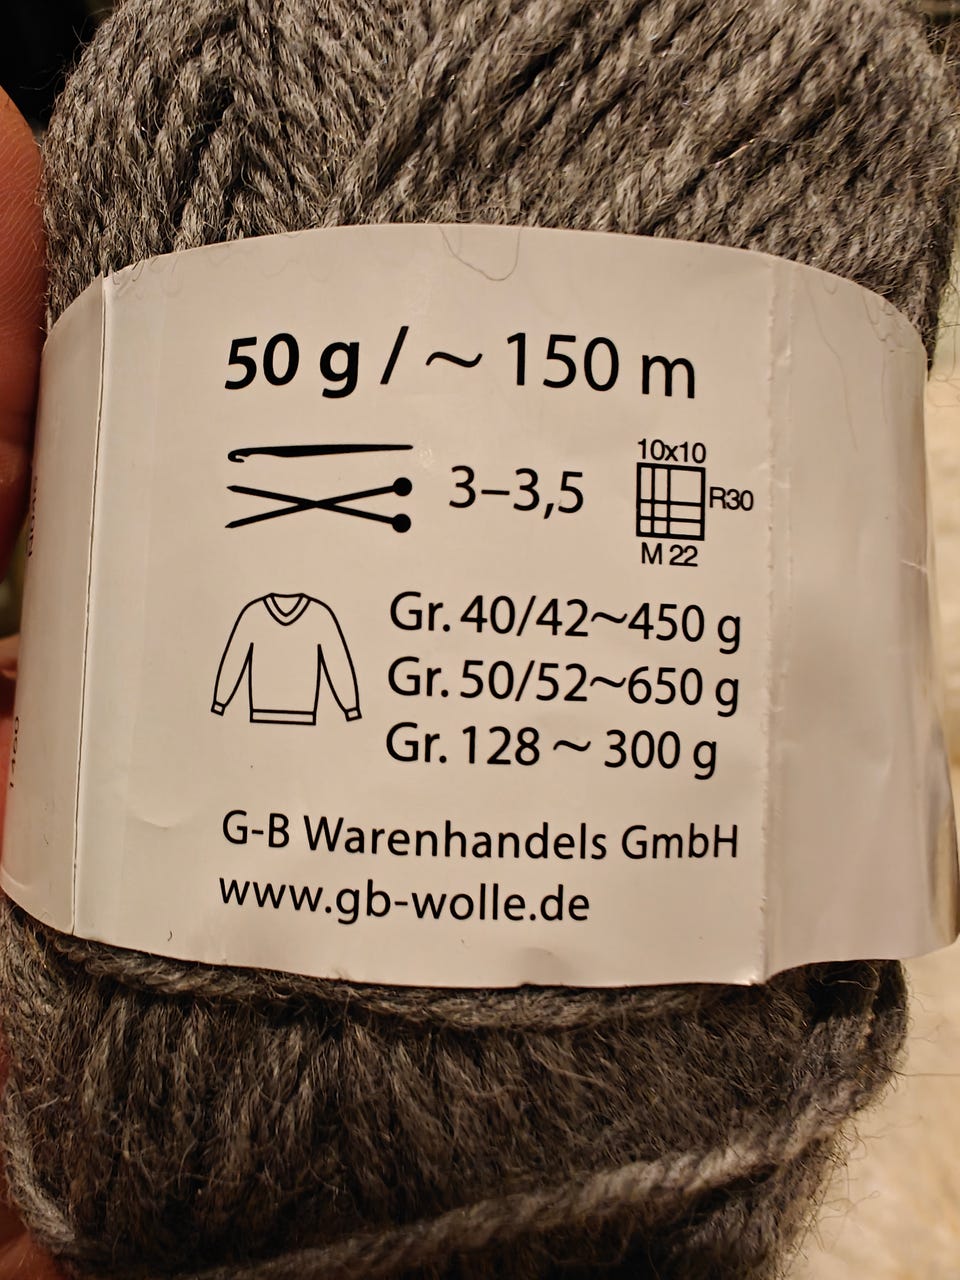 50 g / ~ 150 m
3–3,5
10x10
R30
M 22
Gr. 40/42~450 g
Gr. 50/52~650 g
Gr. 128 ~ 300 g
G-B Warenhandels GmbH
www.gb-wolle.de